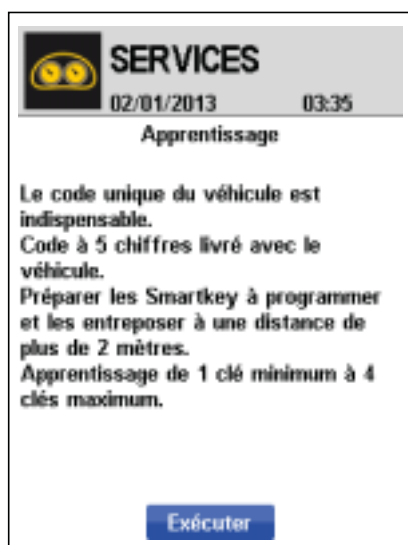 SERVICES
02/01/2013 03:35
Apprentissage
Le code unique du véhicule est
indispensable.
Code à 5 chiffres livré avec le
véhicule.
Préparer les Smartkey à programmer
et les entreposer à une distance de
plus de 2 mètres.
Apprentissage de 1 clé minimum à 4
clés maximum.
Exécuter